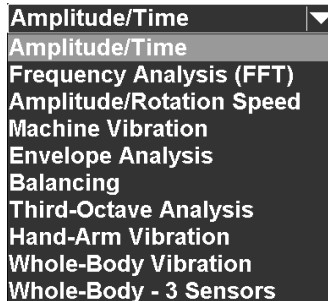 Amplitude/Time
Amplitude/Time
Frequency Analysis (FFT)
Amplitude/Rotation Speed
Machine Vibration
Envelope Analysis
Balancing
Third-Octave Analysis
Hand-Arm Vibration
Whole-Body Vibration
Whole-Body - 3 Sensors